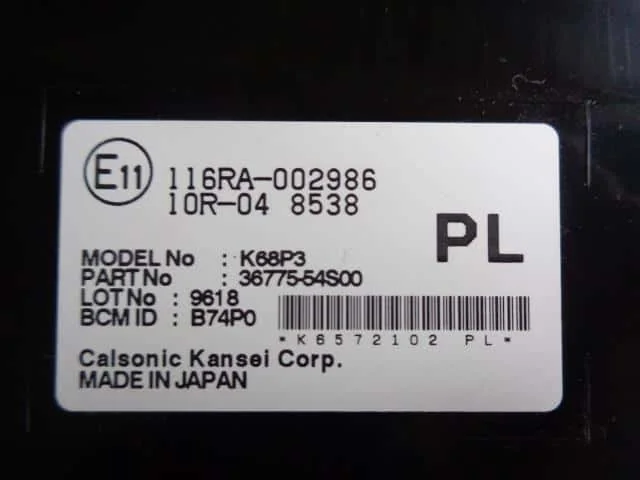 E11 116RA-002986
10R-04 8538
PL
MODEL No : K68P3
PART No : 36775-54S00
LOT No : 9618
BCM ID : B74P0
*K6572102 PL*
Calsonic Kansei Corp.
MADE IN JAPAN